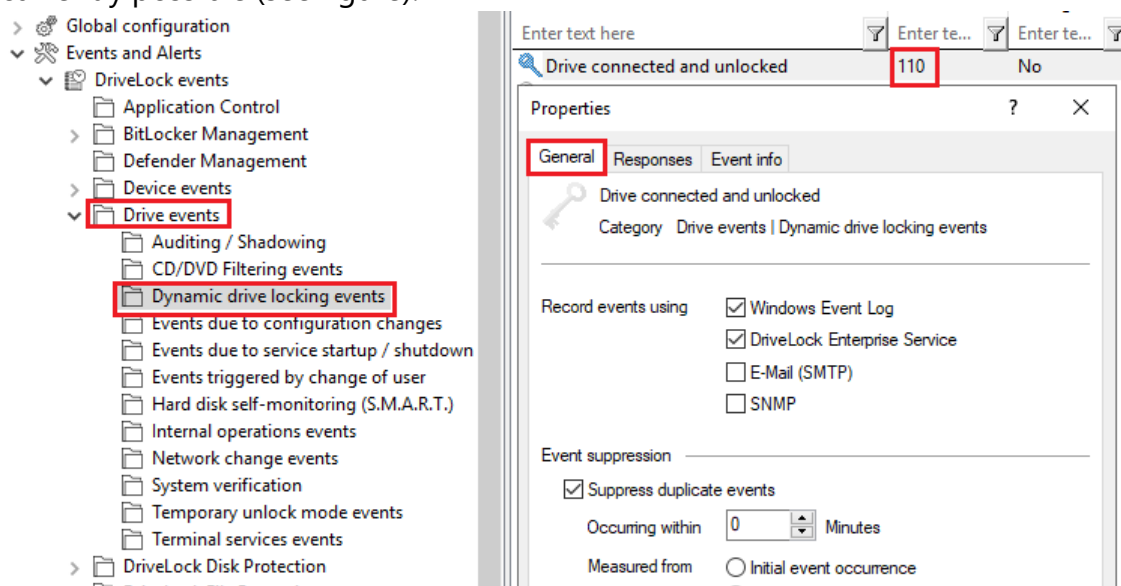 Global configuration
Events and Alerts
DriveLock events
Application Control
BitLocker Management
Defender Management
Device events
Drive events
Auditing / Shadowing
CD/DVD Filtering events
Dynamic drive locking events
Events due to configuration changes
Events due to service startup / shutdown
Events triggered by change of user
Hard disk self-monitoring (S.M.A.R.T.)
Internal operations events
Network change events
System verification
Temporary unlock mode events
Terminal services events
DriveLock Disk Protection
Enter text here Enter te... Enter te...
Drive connected and unlocked 110 No
Properties ? ×
General Responses Event info
Drive connected and unlocked
Category Drive events | Dynamic drive locking events
Record events using Windows Event Log
DriveLock Enterprise Service
E-Mail (SMTP)
SNMP
Event suppression
Suppress duplicate events
Occurring within 0 Minutes
Measured from Initial event occurrence